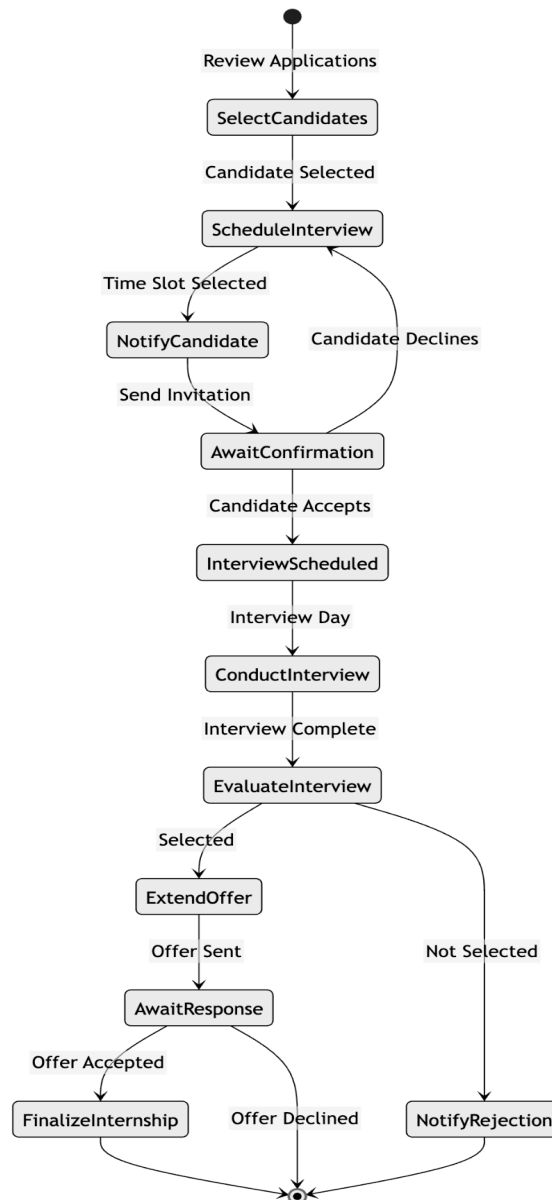 Review Applications
SelectCandidates
Candidate Selected
ScheduleInterview
Time Slot Selected
NotifyCandidate
Candidate Declines
Send Invitation
AwaitConfirmation
Candidate Accepts
InterviewScheduled
Interview Day
ConductInterview
Interview Complete
EvaluateInterview
Selected
ExtendOffer
Offer Sent
Not Selected
AwaitResponse
Offer Accepted
FinalizeInternship
Offer Declined
NotifyRejection